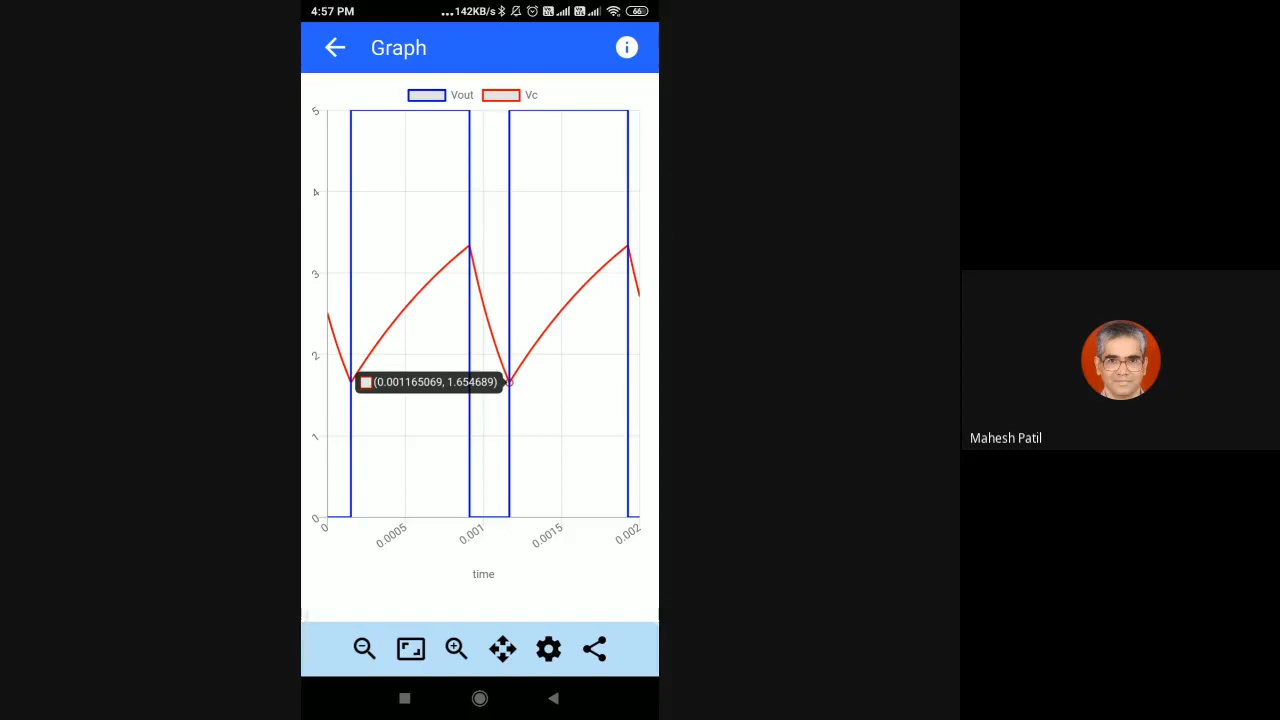 4:57 PM ...142KB/s 66
Graph
Vout Vc
5
4
3
2
1
0
(0.001165069, 1.654689)
0 0.0005 0.001 0.0015 0.002
time
Mahesh Patil